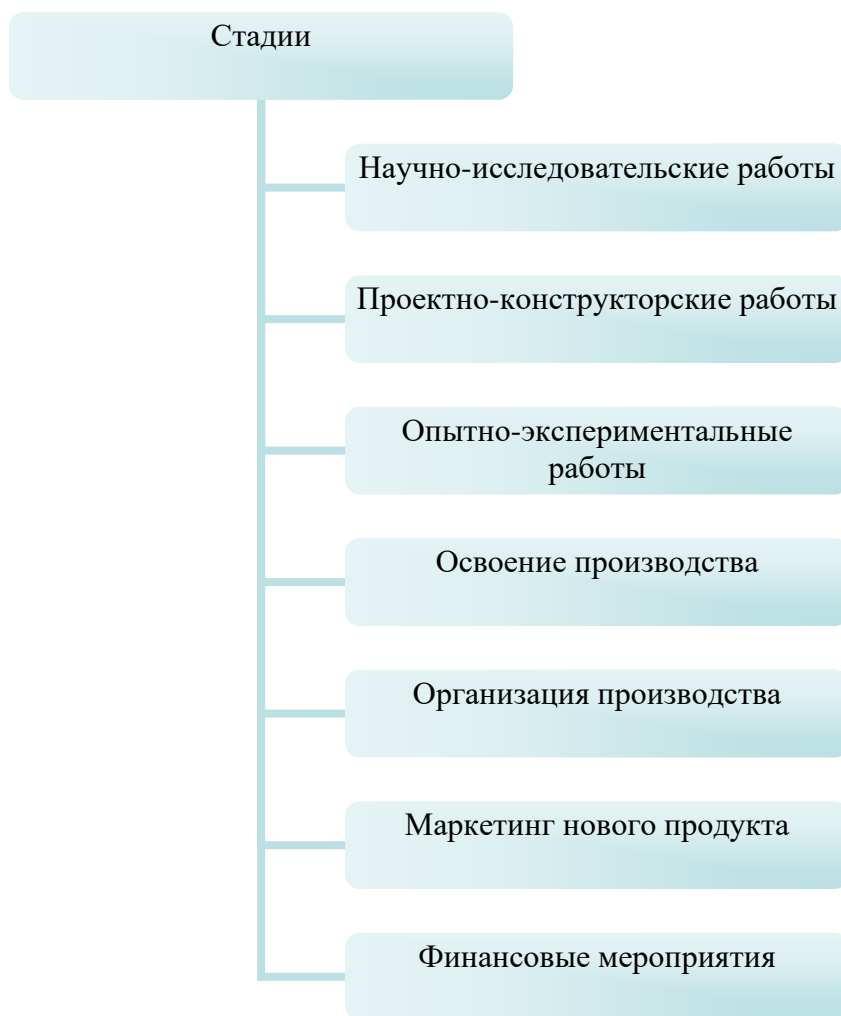 Стадии
Научно-исследовательские работы
Проектно-конструкторские работы
Опытно-экспериментальные
работы
Освоение производства
Организация производства
Маркетинг нового продукта
Финансовые мероприятия